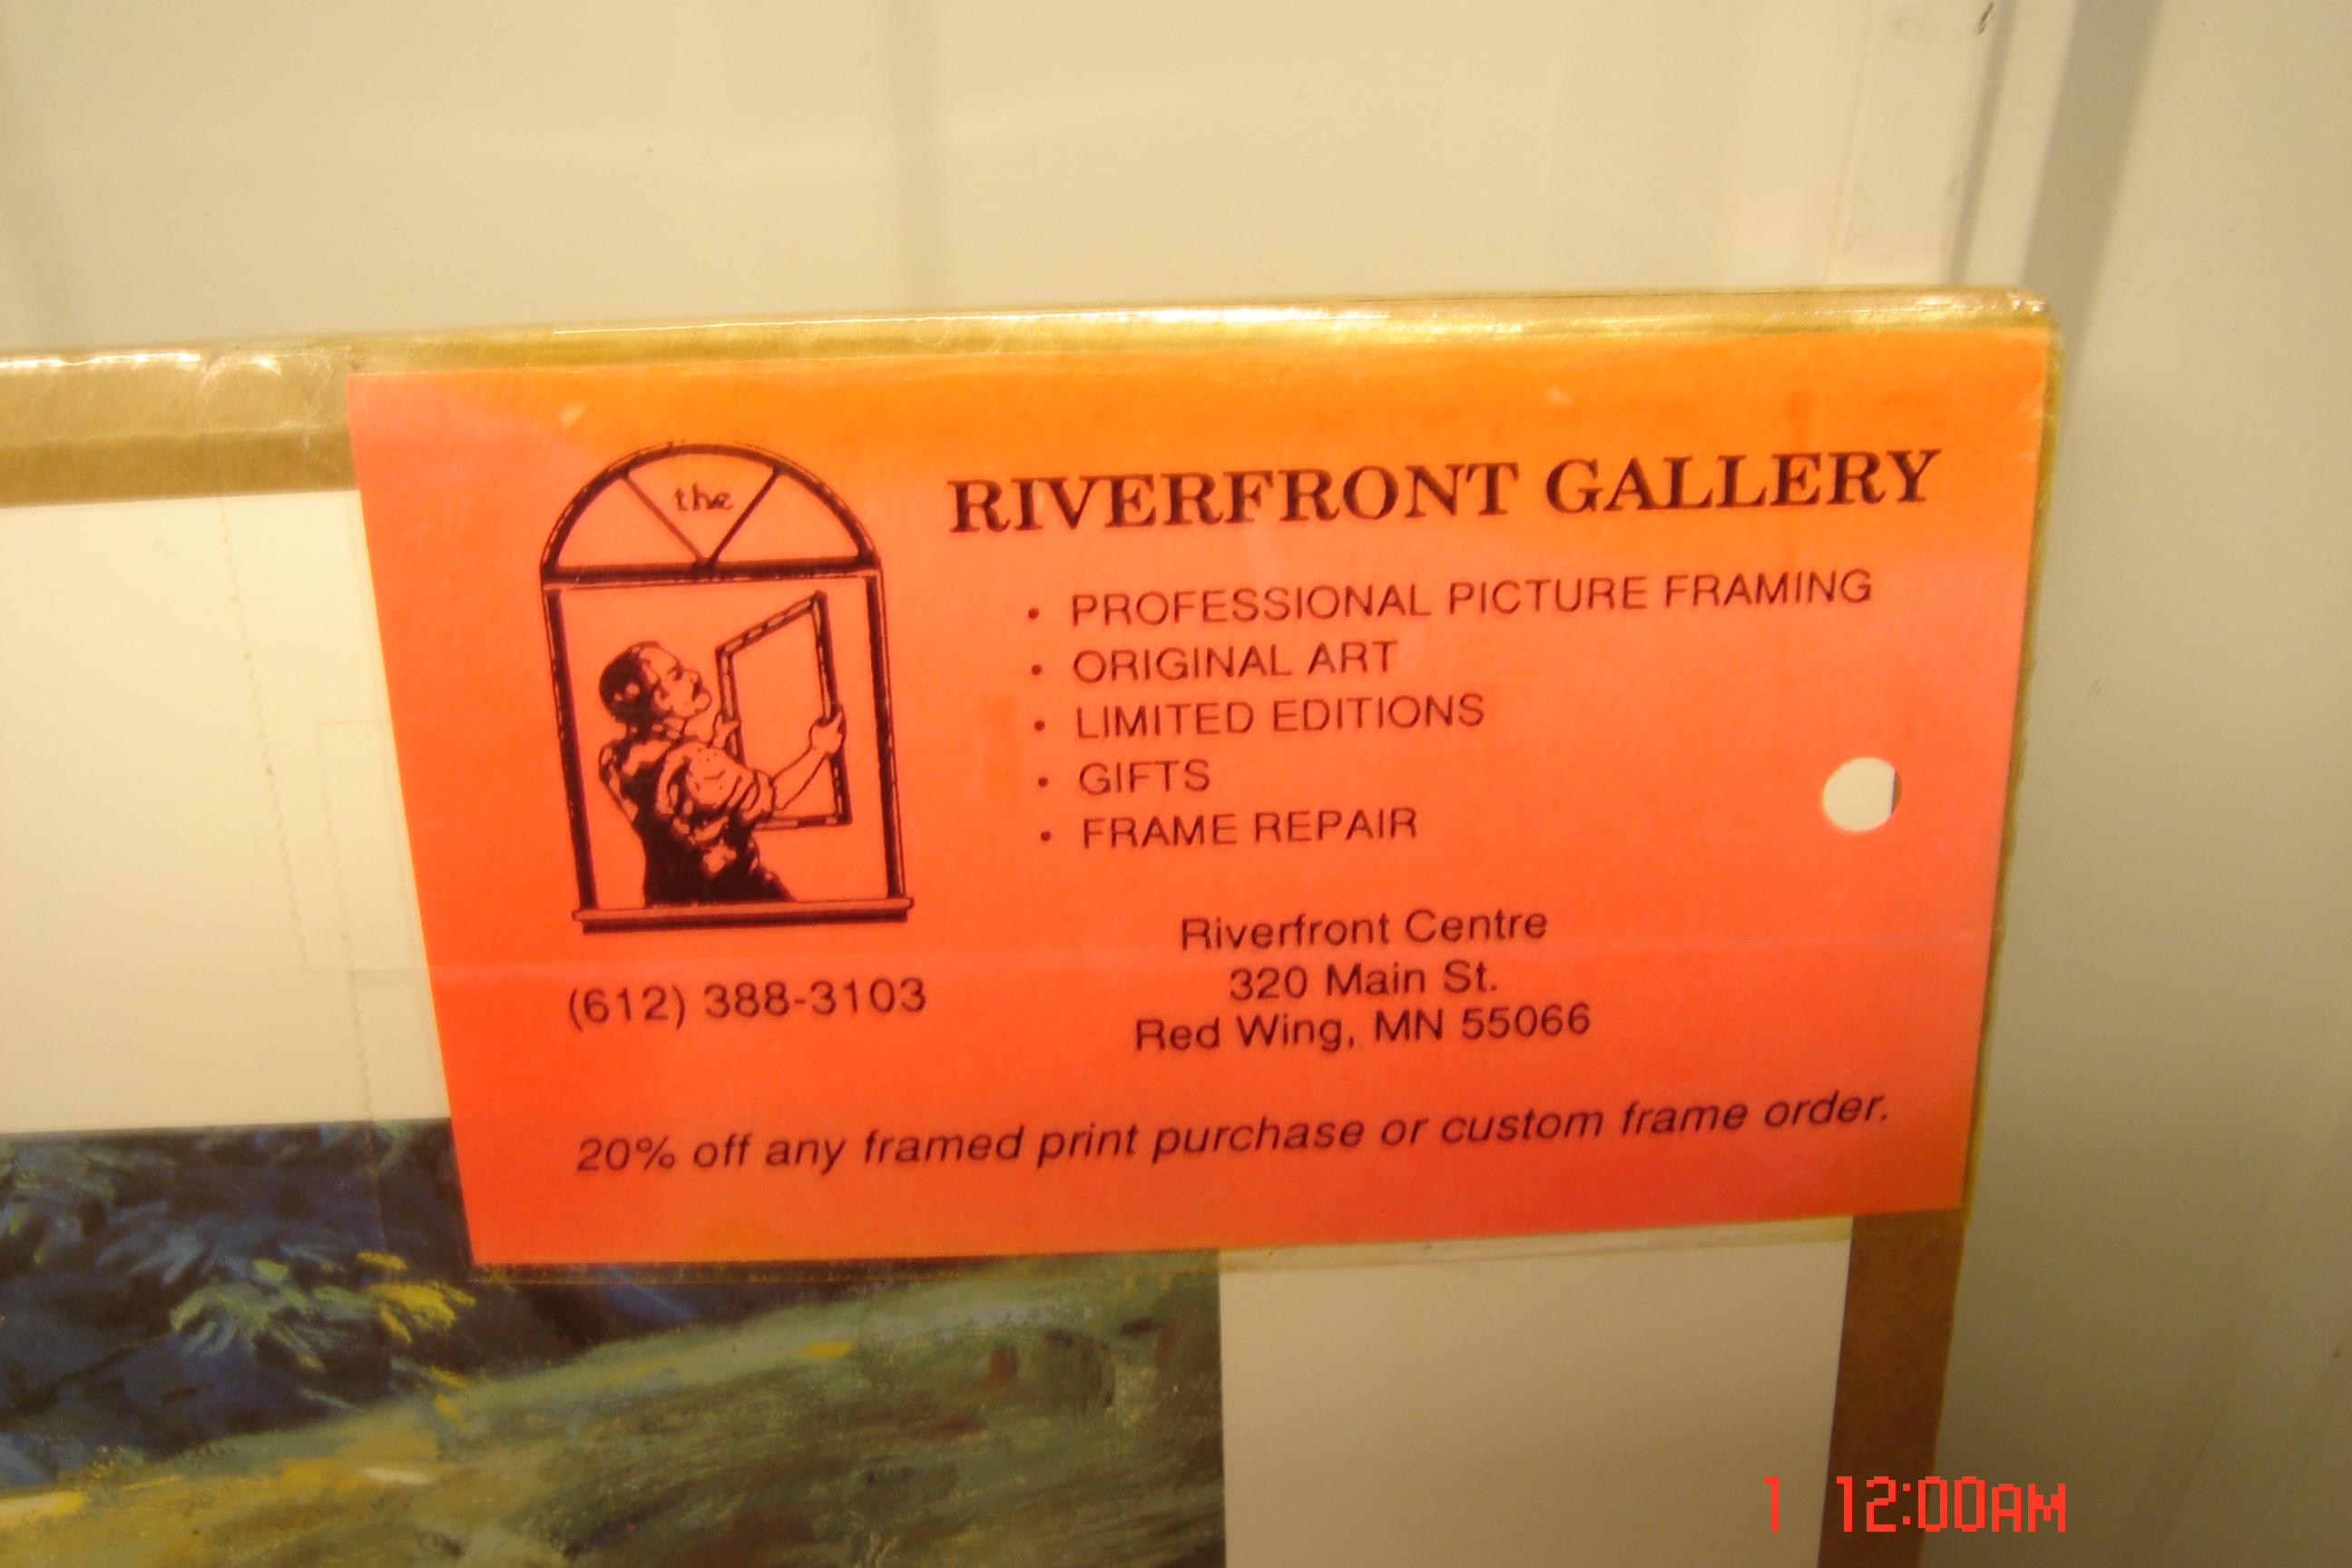 the
RIVERFRONT GALLERY
• PROFESSIONAL PICTURE FRAMING
• ORIGINAL ART
• LIMITED EDITIONS
• GIFTS
• FRAME REPAIR
(612) 388-3103
Riverfront Centre
320 Main St.
Red Wing, MN 55066
20% off any framed print purchase or custom frame order.
1 12:00AM